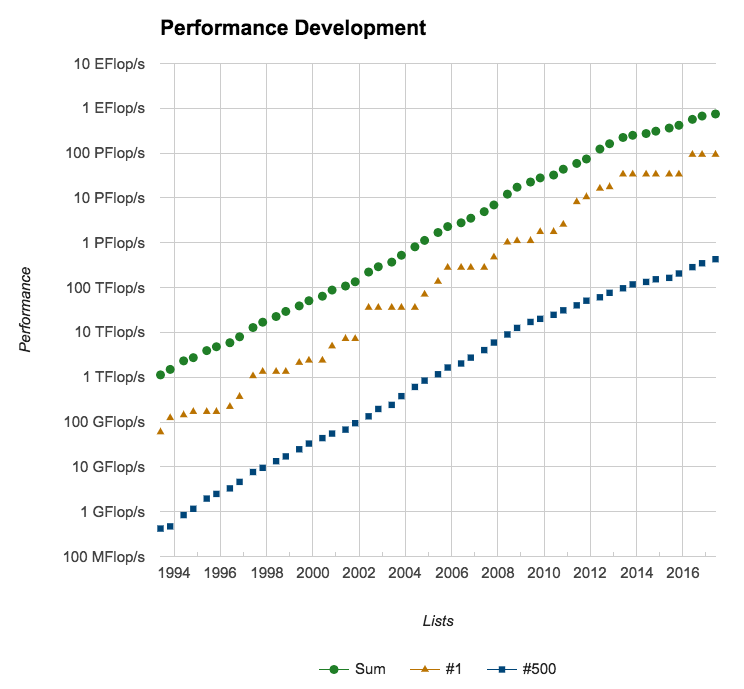 Performance Development
10 EFlop/s
1 EFlop/s
100 PFlop/s
10 PFlop/s
1 PFlop/s
100 TFlop/s
10 TFlop/s
1 TFlop/s
100 GFlop/s
10 GFlop/s
1 GFlop/s
100 MFlop/s
Performance
1994 1996 1998 2000 2002 2004 2006 2008 2010 2012 2014 2016
Lists
Sum #1 #500